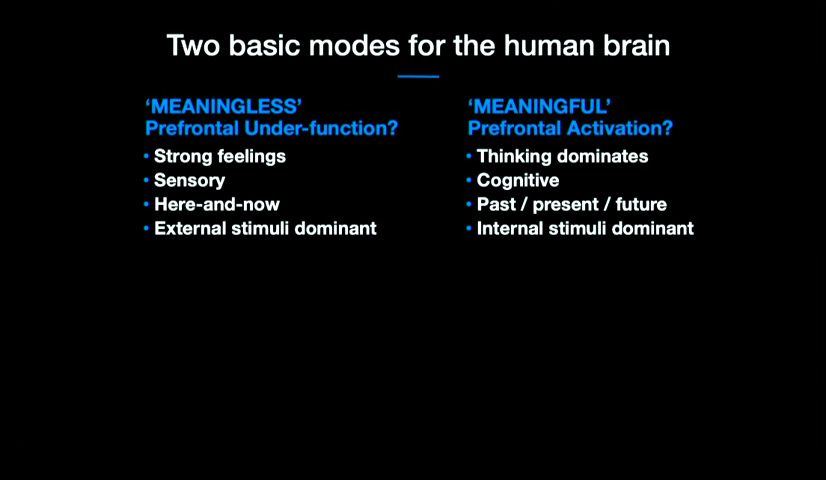 Two basic modes for the human brain
‘MEANINGLESS’
Prefrontal Under-function?
• Strong feelings
• Sensory
• Here-and-now
• External stimuli dominant
‘MEANINGFUL’
Prefrontal Activation?
• Thinking dominates
• Cognitive
• Past / present / future
• Internal stimuli dominant